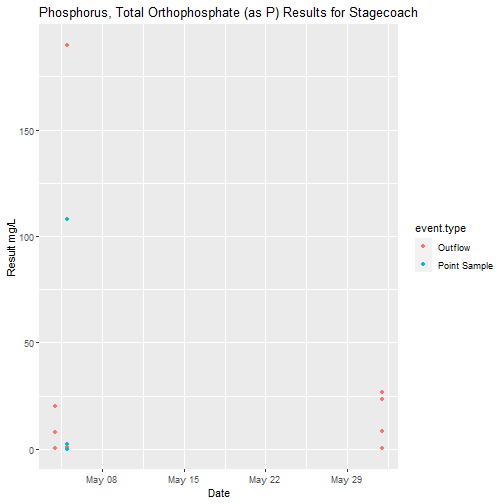 Phosphorus, Total Orthophosphate (as P) Results for Stagecoach
150
100
50
0
Result mg/L
May 08
May 15
May 22
May 29
Date
event.type
Outflow
Point Sample